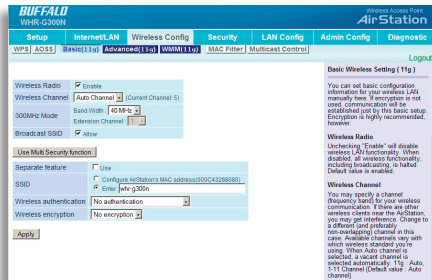 BUFFALO
WHR-G300N
Wireless Access Point
AirStation
Setup Internet/LAN Wireless Config Security LAN Config Admin Config Diagnostic
WPS AOSS Basic(11g) Advanced(11g) WMM(11g) MAC Filter Multicast Control
Logout
Wireless Radio Enable
Wireless Channel Auto Channel (Current Channel: 5)
300MHz Mode
Band Width : 40 MHz
Extension Channel : 1
Broadcast SSID Allow
Use Multi Security function
Separate feature Use
SSID
Configure AirStation's MAC address(000C43288080)
Enter whr-g300n
Wireless authentication No authentication
Wireless encryption No encryption
Apply
Basic Wireless Setting ( 11g )
You can set basic configuration
information for your wireless LAN
manually here. If encryption is not
used, communication will be
established just by this basic setup.
Encryption is highly recommended,
however.
Wireless Radio
Unchecking "Enable" will disable
wireless LAN functionality. When
disabled, all wireless functionality,
including broadcasting, is halted.
Default value is enabled.
Wireless Channel
You may specify a channel
(frequency band) for your wireless
communication. If there are other
wireless clients near the AirStation,
you may get interference. Change to
a different (and preferably
non-overlapping) channel in this
case. Available channels vary with
which wireless standard you're
using. When Auto channel is
selected, a vacant channel is
selected automatically. 11g : Auto,
1-11 Channel (Default value : Auto
channel)